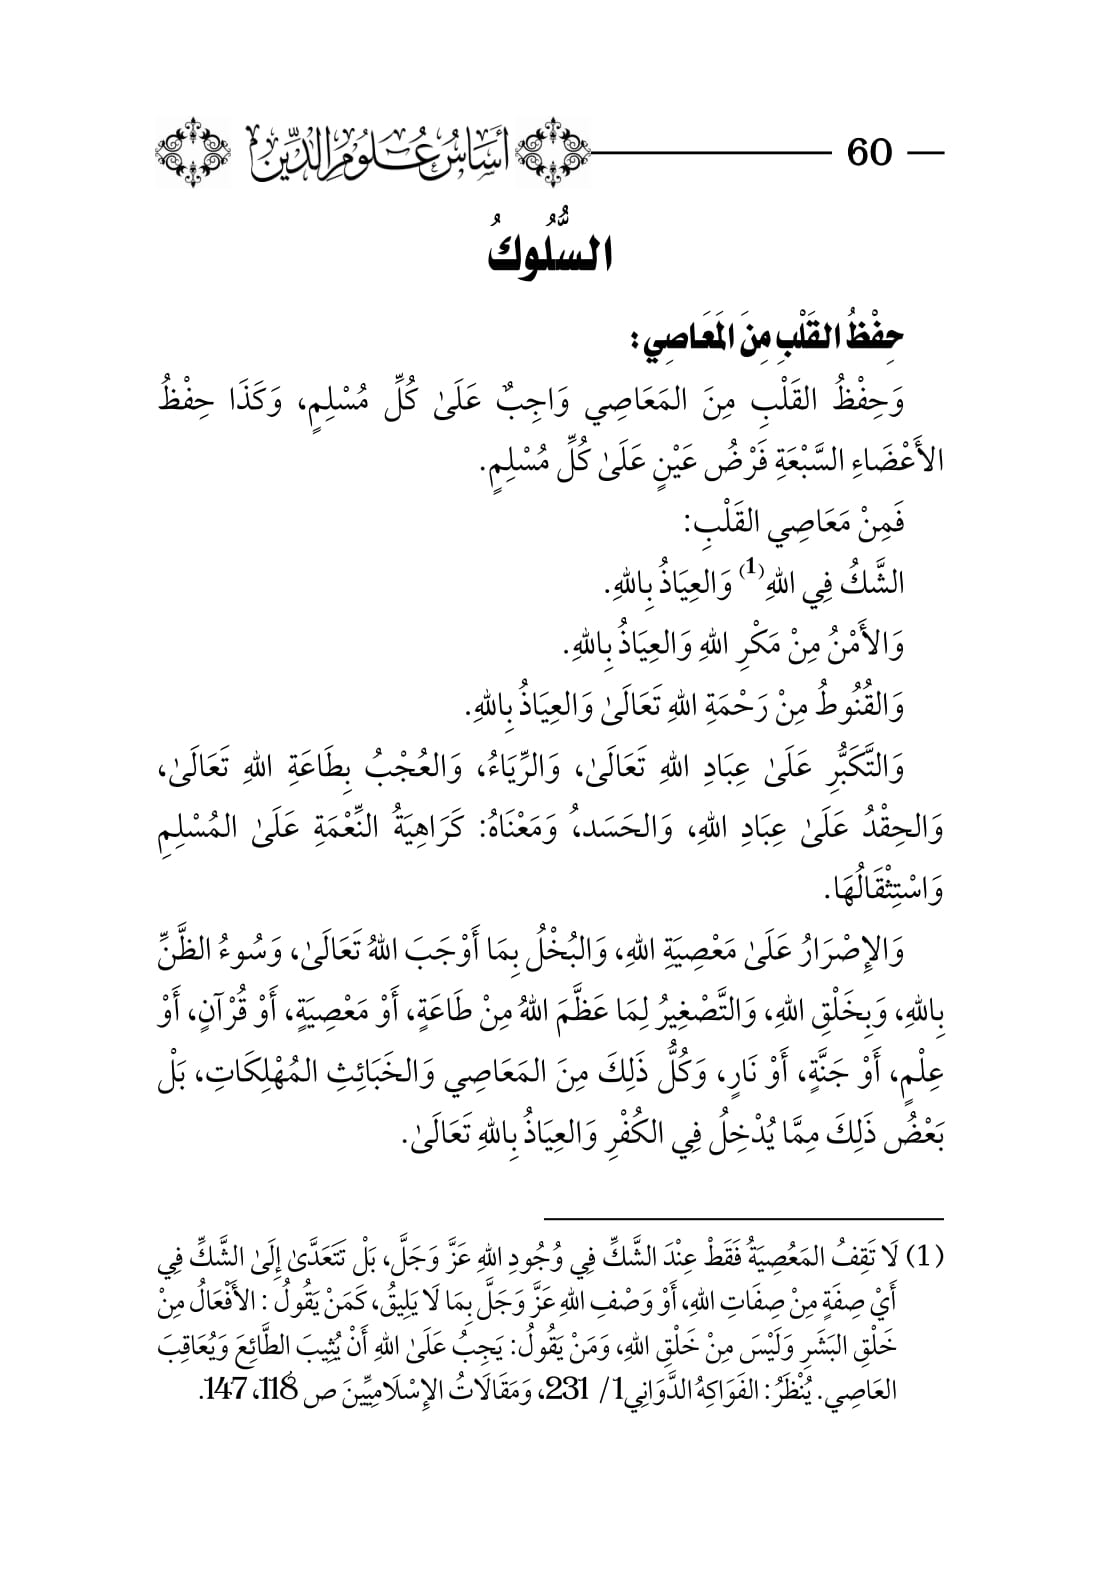 60 أَسَاسُ عُلُومِ الدِّين
السُّلُوكُ
حِفْظُ القَلْبِ مِنَ المَعَاصِي:
وَحِفْظُ القَلْبِ مِنَ المَعَاصِي وَاجِبٌ عَلَىٰ كُلِّ مُسْلِمٍ، وَكَذَا حِفْظُ
الأَعْضَاءِ السَّبْعَةِ فَرْضُ عَيْنٍ عَلَىٰ كُلِّ مُسْلِمٍ.
فَمِنْ مَعَاصِي القَلْبِ:
الشَّكُ فِي اللهِ(1) وَالعِيَاذُ بِاللهِ.
وَالأَمْنُ مِنْ مَكْرِ اللهِ وَالعِيَاذُ بِاللهِ.
وَالقُنُوطُ مِنْ رَحْمَةِ اللهِ تَعَالَىٰ وَالعِيَاذُ بِاللهِ.
وَالتَّكَبُّرِ عَلَىٰ عِبَادِ اللهِ تَعَالَىٰ، وَالرِّيَاءُ، وَالعُجْبُ بِطَاعَةِ اللهِ تَعَالَىٰ،
وَالحِقْدُ عَلَىٰ عِبَادِ اللهِ، وَالحَسَد،ُ وَمَعْنَاهُ: كَرَاهِيَةُ النِّعْمَةِ عَلَىٰ المُسْلِمِ
وَاسْتِثْقَالُهَا.
وَالإِصْرَارُ عَلَىٰ مَعْصِيَةِ اللهِ، وَالبُخْلُ بِمَا أَوْجَبَ اللهُ تَعَالَىٰ، وَسُوءُ الظَّنِّ
بِاللهِ، وَبِخَلْقِ اللهِ، وَالتَّصْغِيرُ لِمَا عَظَّمَ اللهُ مِنْ طَاعَةٍ، أَوْ مَعْصِيَةٍ، أَوْ قُرْآنٍ، أَوْ
عِلْمٍ، أَوْ جَنَّةٍ، أَوْ نَارٍ، وَكُلُّ ذَلِكَ مِنَ المَعَاصِي وَالخَبَائِثِ المُهْلِكَاتِ، بَلْ
بَعْضُ ذَلِكَ مِمَّا يُدْخِلُ فِي الكُفْرِ وَالعِيَاذُ بِاللهِ تَعَالَىٰ.
(1) لَا تَقِفُ المَعُصِيَةُ فَقَطْ عِنْدَ الشَّكِّ فِي وُجُودِ اللهِ عَزَّ وَجَلَّ، بَلْ تَتَعَدَّىٰ إِلَىٰ الشَّكِّ فِي
أَيْ صِفَةٍ مِنْ صِفَاتِ اللهِ، أَوْ وَصْفِ اللهِ عَزَّ وَجَلَّ بِمَا لَا يَلِيقُ، كَمَنْ يَقُولُ : الأَفْعَالُ مِنْ
خَلْقِ البَشَرِ وَلَيْسَ مِنْ خَلْقِ اللهِ، وَمَنْ يَقُولُ: يَجِبُ عَلَىٰ اللهِ أَنْ يُثِيبَ الطَّائِعَ وَيُعَاقِبَ
العَاصِي. يُنْظَرُ: الفَوَاكِهُ الدَّوَانِي1/ 231، وَمَقَالَاتُ الإِسْلَامِيِّينَ ص 118، 147.